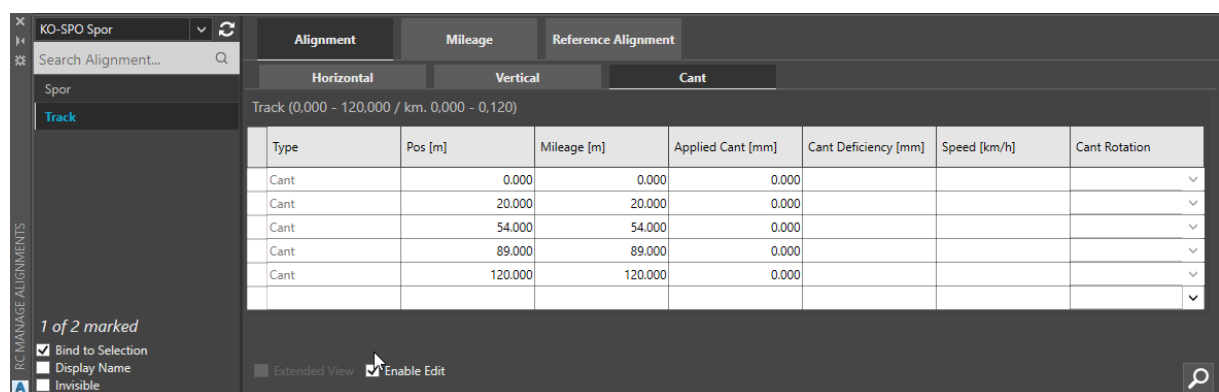 KO-SPO Spor
Search Alignment...
Spor
Track
1 of 2 marked
Bind to Selection
Display Name
Invisible
RC MANAGE ALIGNMENTS
Alignment Mileage Reference Alignment
Horizontal Vertical Cant
Track (0,000 - 120,000 / km. 0,000 - 0,120)
Type Pos [m] Mileage [m] Applied Cant [mm] Cant Deficiency [mm] Speed [km/h] Cant Rotation
Cant 0.000 0.000 0.000
Cant 20.000 20.000 0.000
Cant 54.000 54.000 0.000
Cant 89.000 89.000 0.000
Cant 120.000 120.000 0.000
Extended View Enable Edit